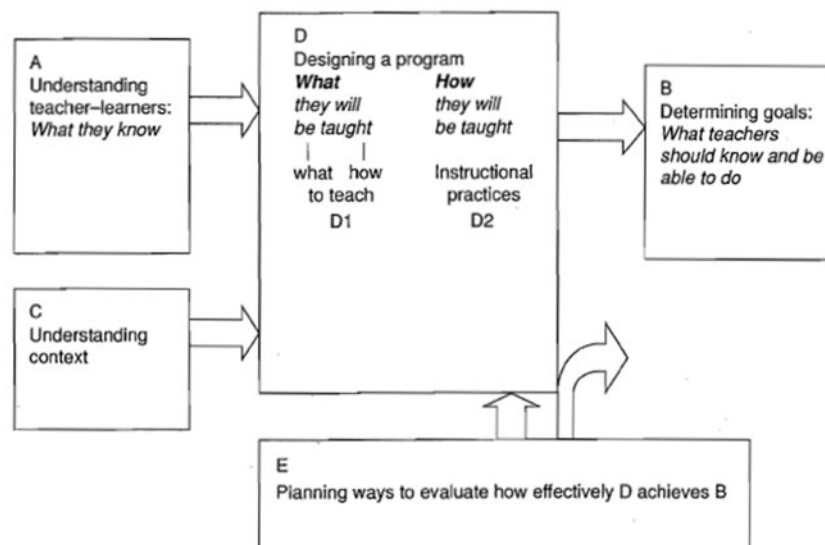 A
Understanding
teacher–learners:
What they know
D
Designing a program
What How
they will they will
be taught be taught
what how Instructional
to teach practices
D1 D2
B
Determining goals:
What teachers
should know and be
able to do
C
Understanding
context
E
Planning ways to evaluate how effectively D achieves B